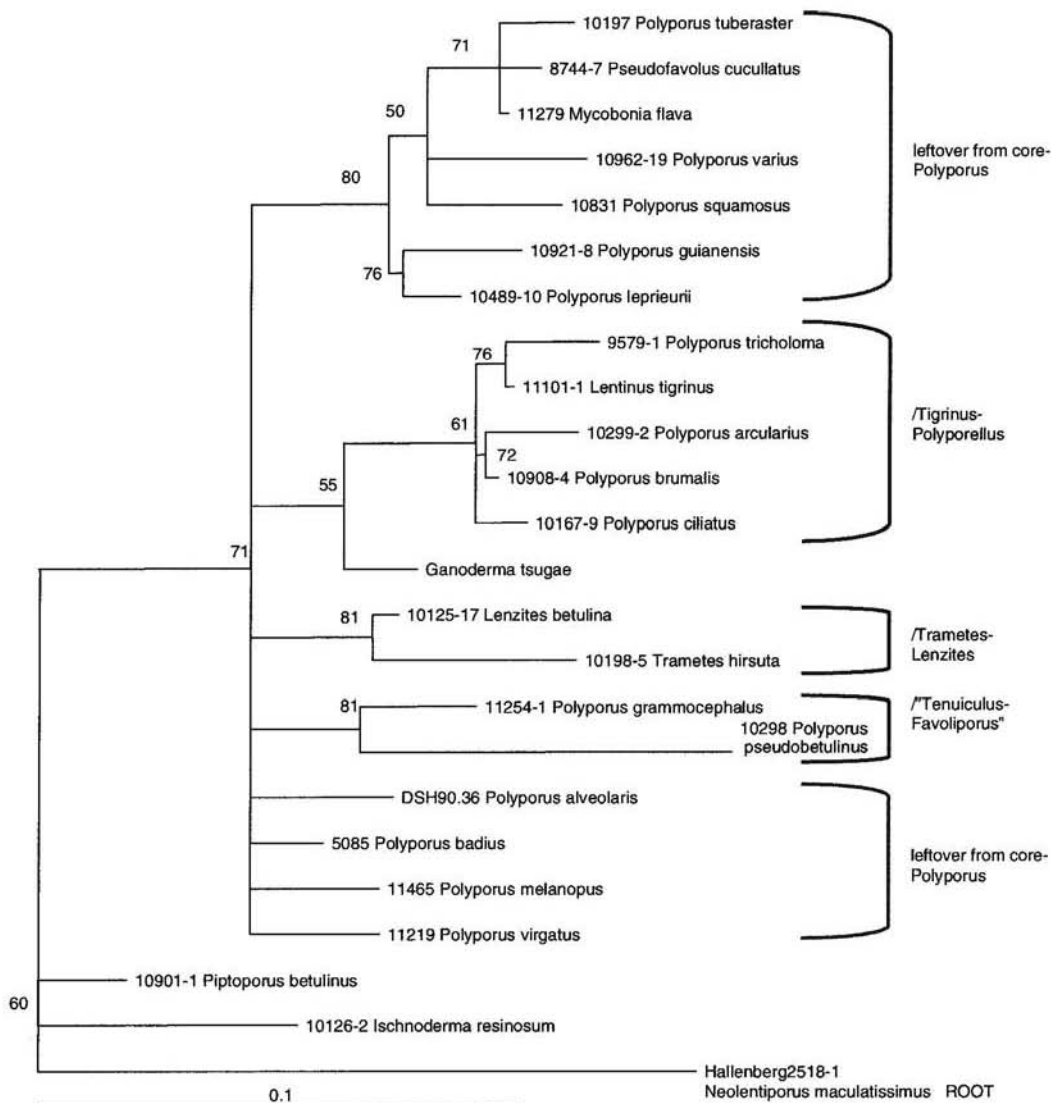 10197 Polyporus tuberaster
71
8744-7 Pseudofavolus cucullatus
50
11279 Mycobonia flava
leftover from core-
Polyporus
10962-19 Polyporus varius
80
10831 Polyporus squamosus
10921-8 Polyporus guianensis
76
10489-10 Polyporus leprieurii
9579-1 Polyporus tricholoma
76
11101-1 Lentinus tigrinus
/Tigrinus-
Polyporellus
61
10299-2 Polyporus arcularius
72
10908-4 Polyporus brumalis
55
10167-9 Polyporus ciliatus
71
Ganoderma tsugae
81
10125-17 Lenzites betulina
/Trametes-
Lenzites
10198-5 Trametes hirsuta
81
11254-1 Polyporus grammocephalus
/"Tenuiculus-
Favoliporus"
10298 Polyporus
pseudobetulinus
DSH90.36 Polyporus alveolaris
5085 Polyporus badius
leftover from core-
Polyporus
11465 Polyporus melanopus
11219 Polyporus virgatus
10901-1 Piptoporus betulinus
60
10126-2 Ischnoderma resinosum
Hallenberg2518-1
Neolentiporus maculatissimus ROOT
0.1